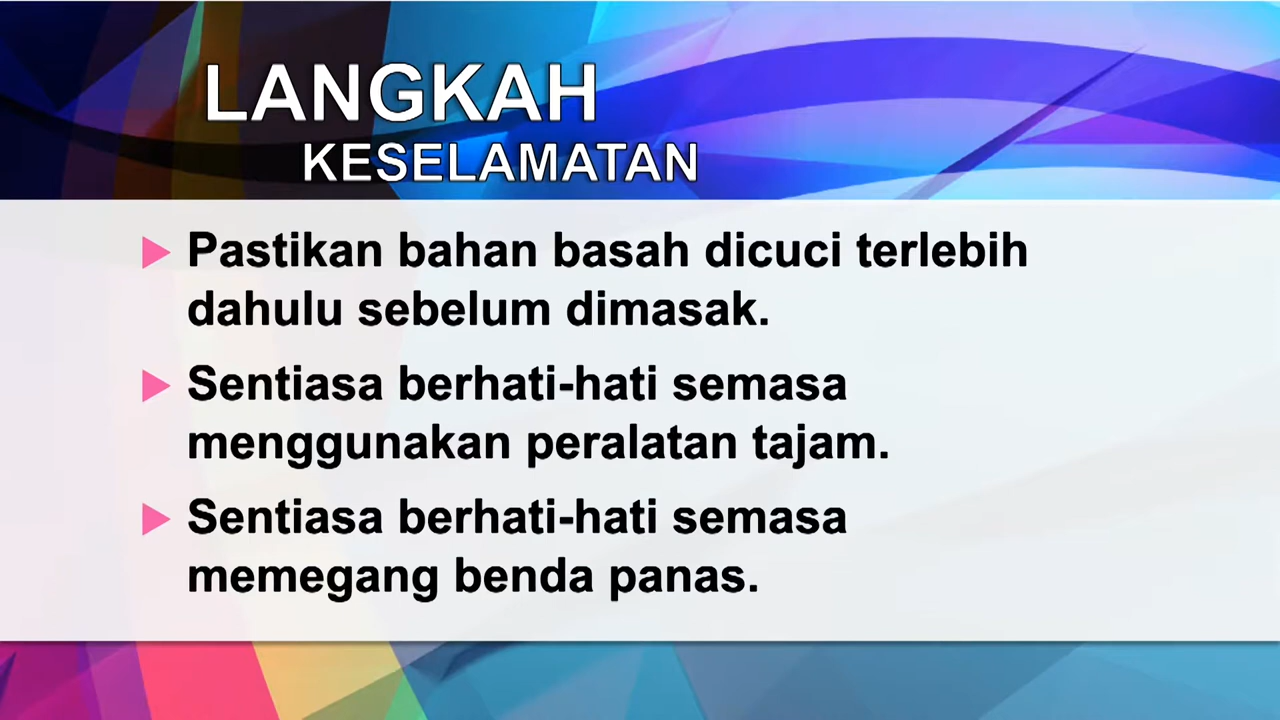 LANGKAH
KESELAMATAN
Pastikan bahan basah dicuci terlebih
dahulu sebelum dimasak.
Sentiasa berhati-hati semasa
menggunakan peralatan tajam.
Sentiasa berhati-hati semasa
memegang benda panas.